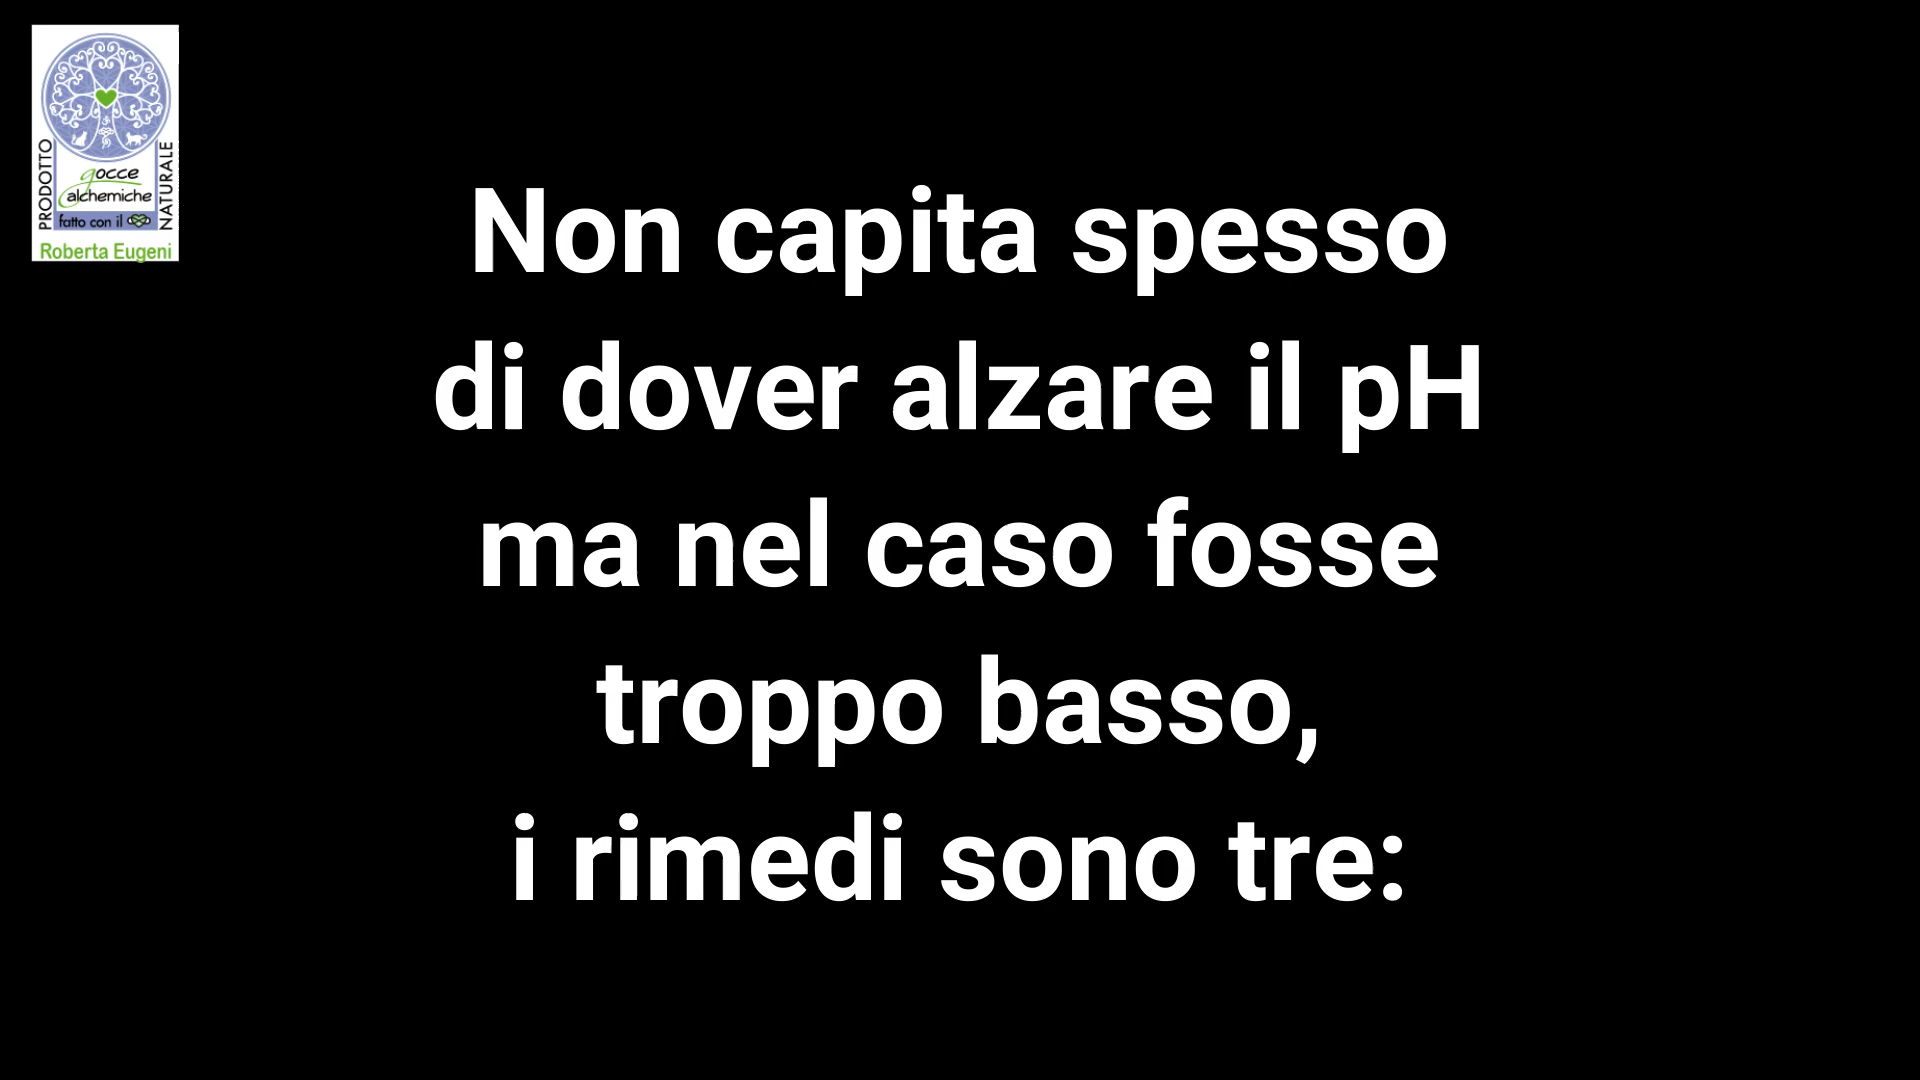 PRODOTTO
NATURALE
gocce
alchemiche
fatto con il
Roberta Eugeni
Non capita spesso
di dover alzare il pH
ma nel caso fosse
troppo basso,
i rimedi sono tre: